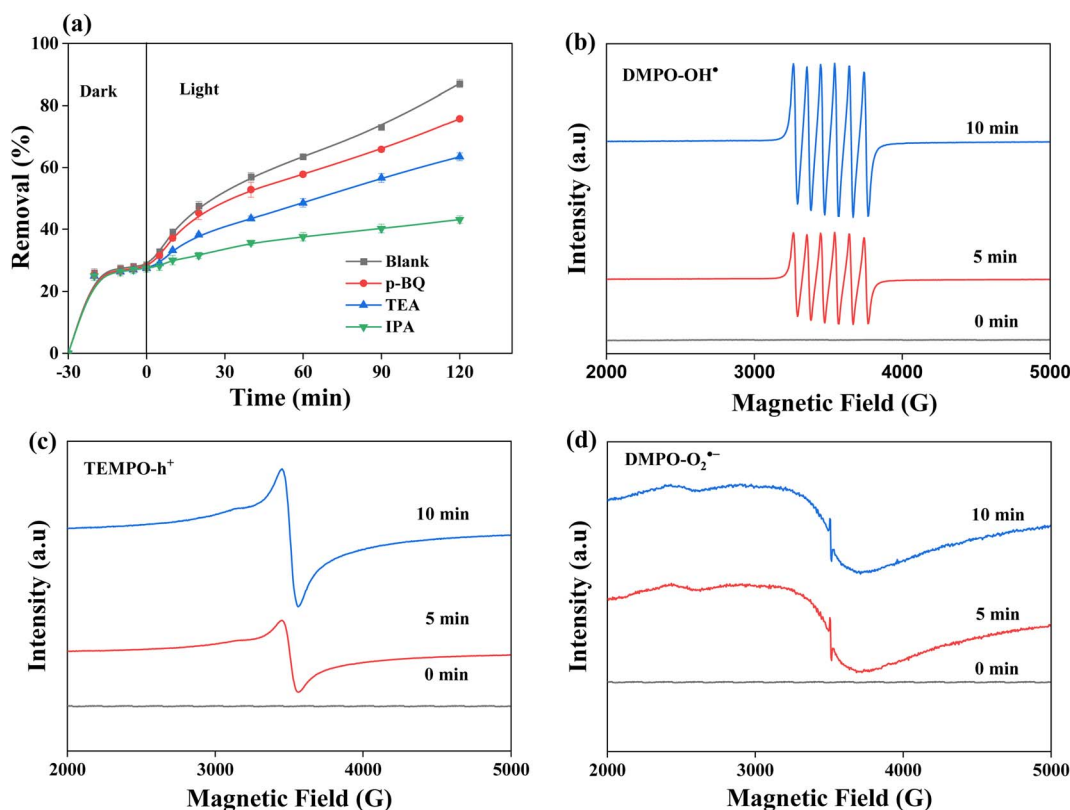 (a)
100
80
60
40
20
0
Removal (%)
Dark
Light
Blank
p-BQ
TEA
IPA
-30
0
30
60
90
120
Time (min)
(b)
DMPO-OH•
10 min
5 min
0 min
Intensity (a.u)
2000
3000
4000
5000
Magnetic Field (G)
(c)
TEMPO-h⁺
10 min
5 min
0 min
Intensity (a.u)
2000
3000
4000
5000
Magnetic Field (G)
(d)
DMPO-O₂•⁻
10 min
5 min
0 min
Intensity (a.u)
2000
3000
4000
5000
Magnetic Field (G)